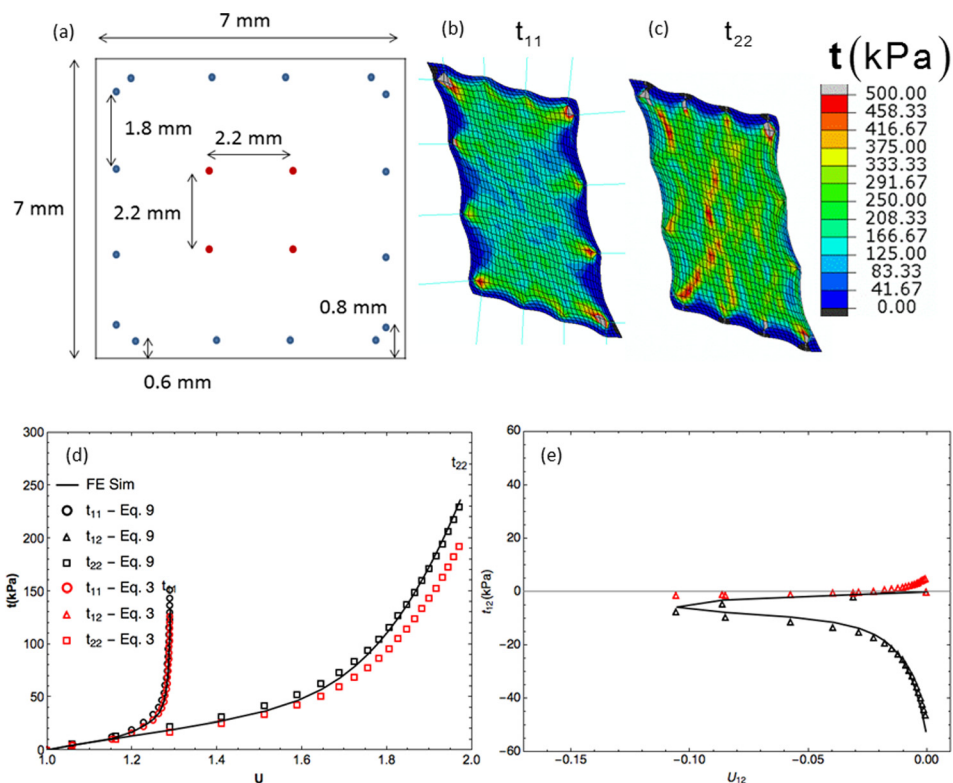 (a)
7 mm
7 mm
1.8 mm
2.2 mm
2.2 mm
0.8 mm
0.6 mm
(b)
t11
(c)
t22
t (kPa)
500.00
458.33
416.67
375.00
333.33
291.67
250.00
208.33
166.67
125.00
83.33
41.67
0.00
(d)
300
250
200
150
100
50
0
t(kPa)
FE Sim
t11 – Eq. 9
t12 – Eq. 9
t22 – Eq. 9
t11 – Eq. 3
t12 – Eq. 3
t22 – Eq. 3
t22
1.0
1.2
1.4
1.6
1.8
2.0
U
(e)
60
40
20
0
−20
−40
−60
t12(kPa)
−0.15
−0.10
−0.05
0.00
U12